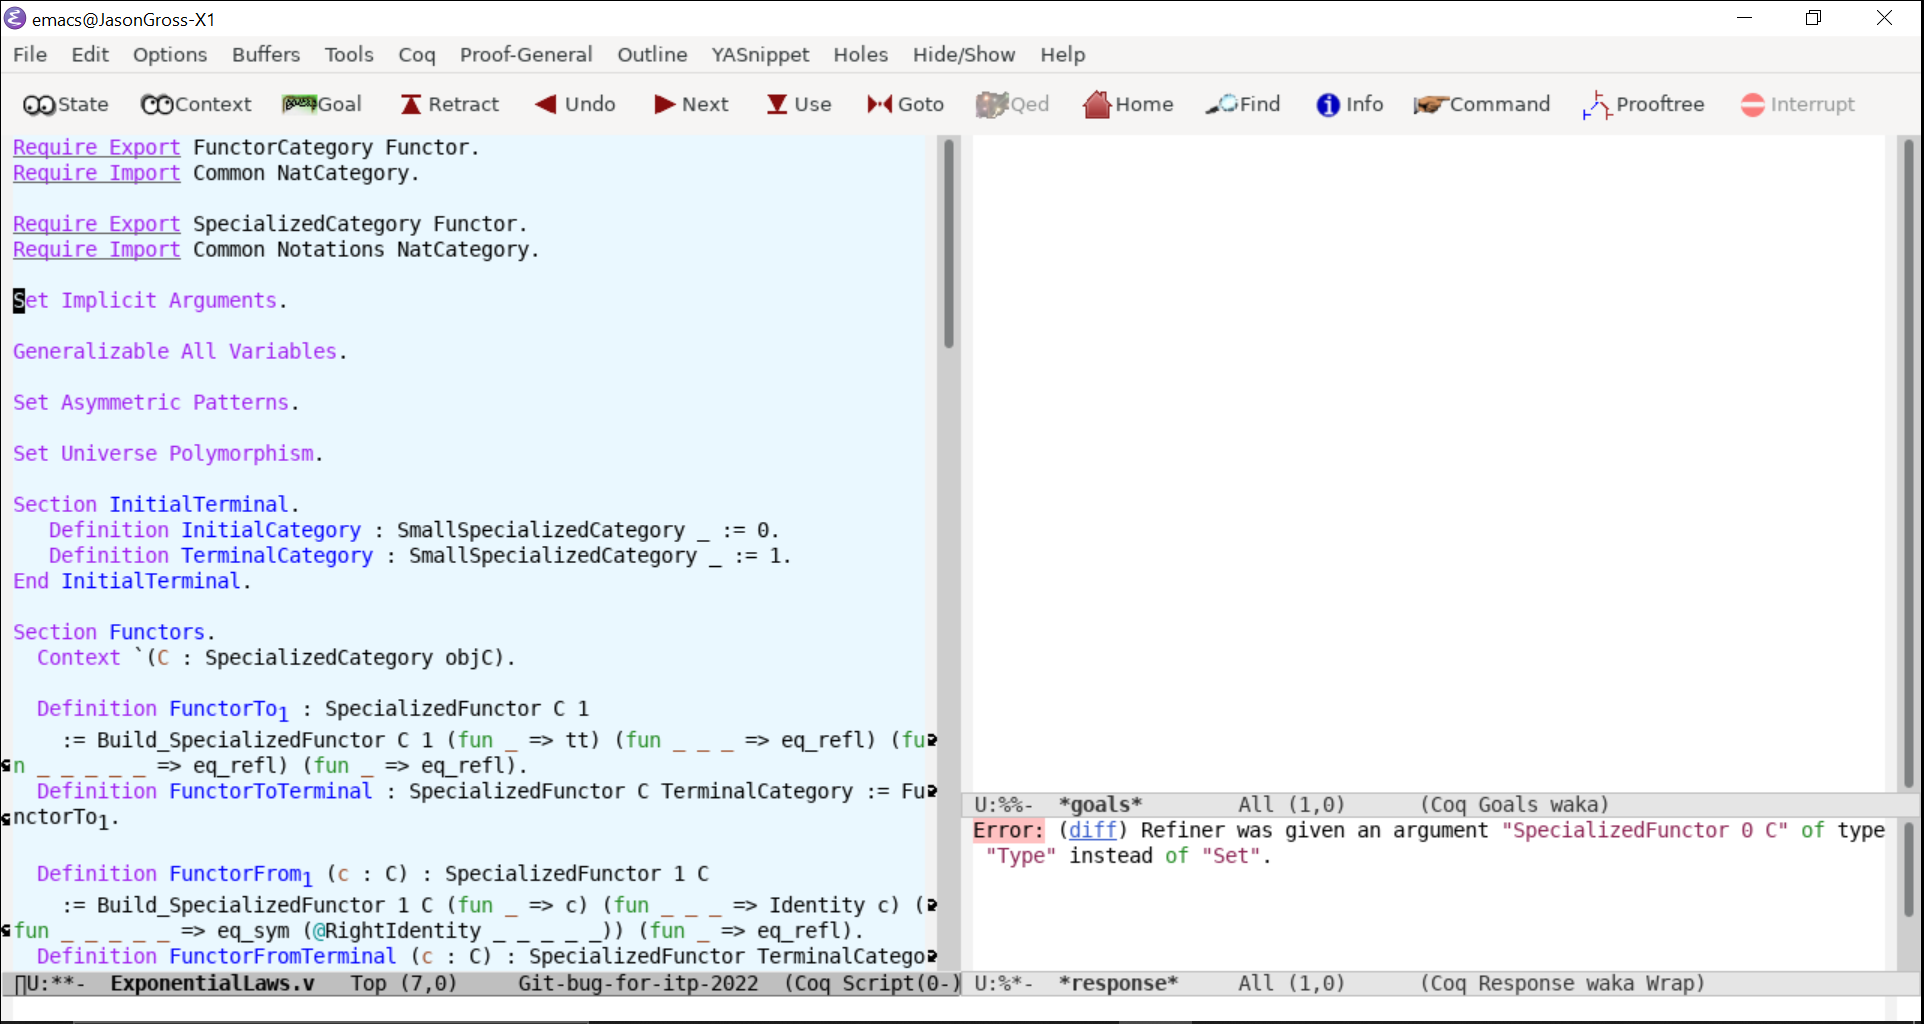 emacs@JasonGross-X1
File Edit Options Buffers Tools Coq Proof-General Outline YASnippet Holes Hide/Show Help
State Context Goal Retract Undo Next Use Goto Qed Home Find Info Command Prooftree Interrupt
Require Export FunctorCategory Functor.
Require Import Common NatCategory.
Require Export SpecializedCategory Functor.
Require Import Common Notations NatCategory.
Set Implicit Arguments.
Generalizable All Variables.
Set Asymmetric Patterns.
Set Universe Polymorphism.
Section InitialTerminal.
   Definition InitialCategory : SmallSpecializedCategory _ := 0.
   Definition TerminalCategory : SmallSpecializedCategory _ := 1.
End InitialTerminal.
Section Functors.
  Context `(C : SpecializedCategory objC).
  Definition FunctorTo₁ : SpecializedFunctor C 1
    := Build_SpecializedFunctor C 1 (fun _ => tt) (fun _ _ _ => eq_refl) (fu
n _ _ _ _ _ => eq_refl) (fun _ => eq_refl).
  Definition FunctorToTerminal : SpecializedFunctor C TerminalCategory := Fu
nctorTo₁.
  Definition FunctorFrom₁ (c : C) : SpecializedFunctor 1 C
    := Build_SpecializedFunctor 1 C (fun _ => c) (fun _ _ _ => Identity c) (
fun _ _ _ _ _ => eq_sym (@RightIdentity _ _ _ _ _)) (fun _ => eq_refl).
  Definition FunctorFromTerminal (c : C) : SpecializedFunctor TerminalCatego
U:**-  ExponentialLaws.v   Top (7,0)     Git-bug-for-itp-2022  (Coq Script(0-)
U:%%-  *goals*        All (1,0)      (Coq Goals waka)
Error: (diff) Refiner was given an argument "SpecializedFunctor 0 C" of type
 "Type" instead of "Set".
U:%*-  *response*     All (1,0)      (Coq Response waka Wrap)